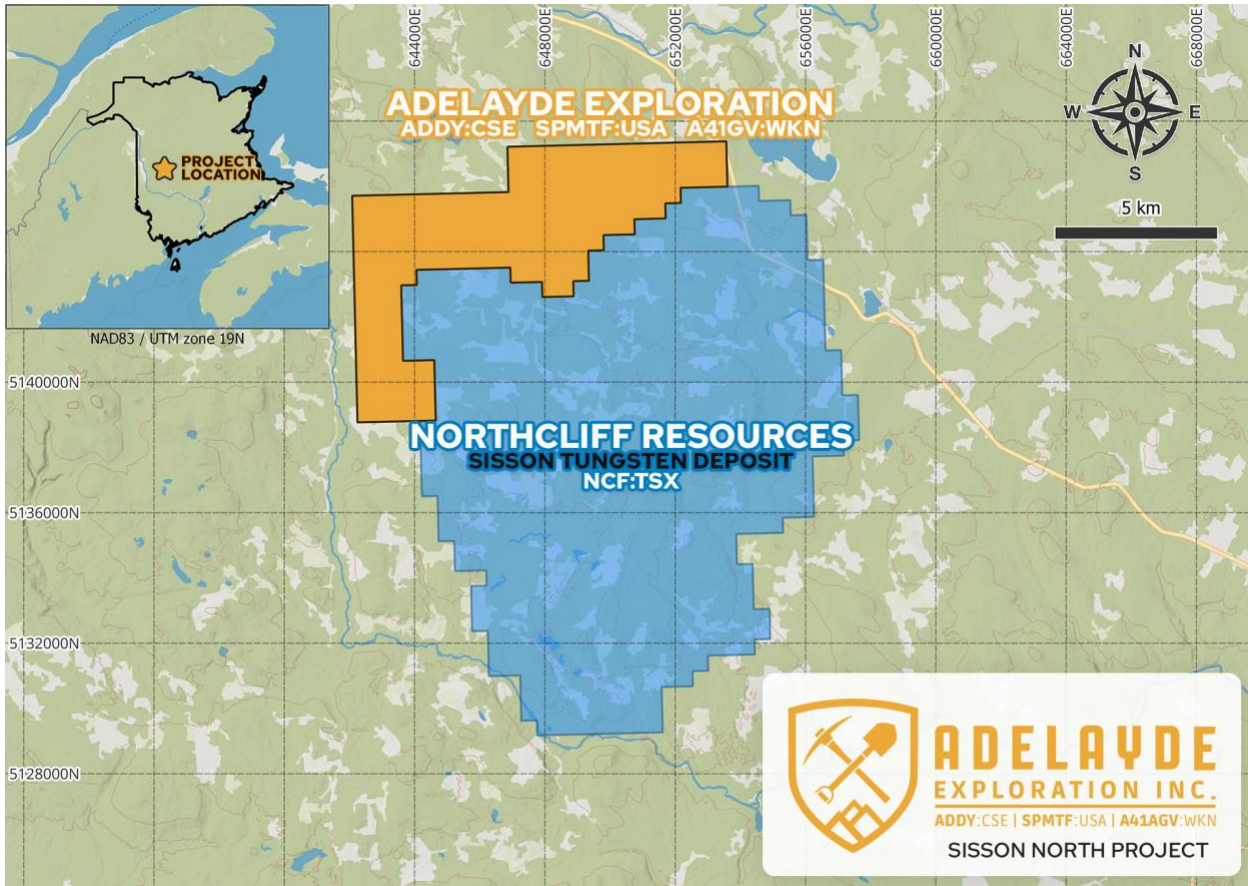 644000E
648000E
652000E
656000E
660000E
664000E
668000E
ADELAYDE EXPLORATION
ADDY:CSE SPMTF:USA A41GV:WKN
N
W
E
S
5 km
PROJECT
LOCATION
NAD83 / UTM zone 19N
5140000N
5136000N
5132000N
5128000N
NORTHCLIFF RESOURCES
SISSON TUNGSTEN DEPOSIT
NCF:TSX
ADELAYDE
EXPLORATION INC.
ADDY:CSE | SPMTF:USA | A41AGV:WKN
SISSON NORTH PROJECT